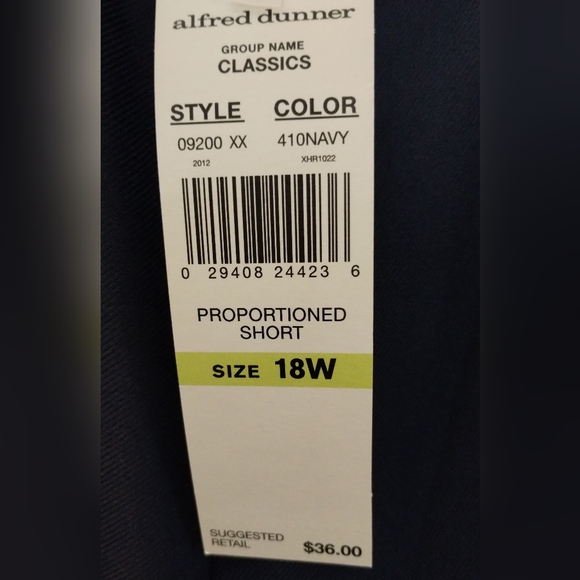 alfred dunner
GROUP NAME
CLASSICS
STYLE COLOR
09200 XX 410NAVY
2012 XHR1022
0 29408 24423 6
PROPORTIONED
SHORT
SIZE 18W
SUGGESTED
RETAIL $36.00